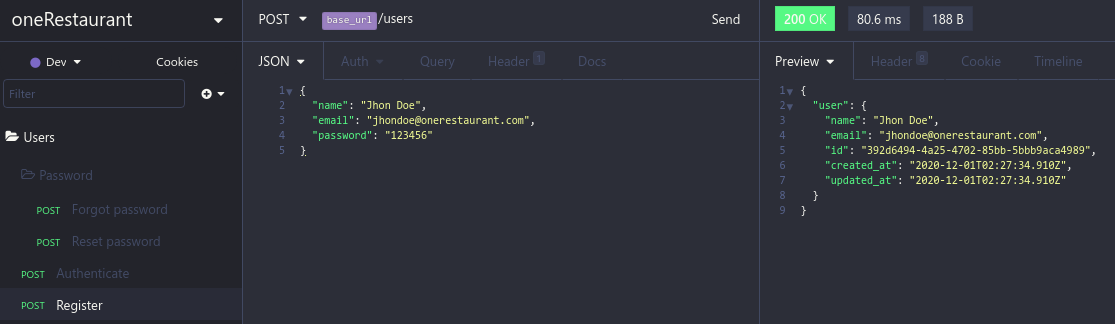 oneRestaurant
Dev
Cookies
Filter
Users
Password
POST Forgot password
POST Reset password
POST Authenticate
POST Register
POST base_url/users Send
JSON Auth Query Header 1 Docs
1 {
2 "name": "Jhon Doe",
3 "email": "jhondoe@onerestaurant.com",
4 "password": "123456"
5 }
200 OK 80.6 ms 188 B
Preview Header 8 Cookie Timeline
1 {
2 "user": {
3 "name": "Jhon Doe",
4 "email": "jhondoe@onerestaurant.com",
5 "id": "392d6494-4a25-4702-85bb-5bbb9aca4989",
6 "created_at": "2020-12-01T02:27:34.910Z",
7 "updated_at": "2020-12-01T02:27:34.910Z"
8 }
9 }